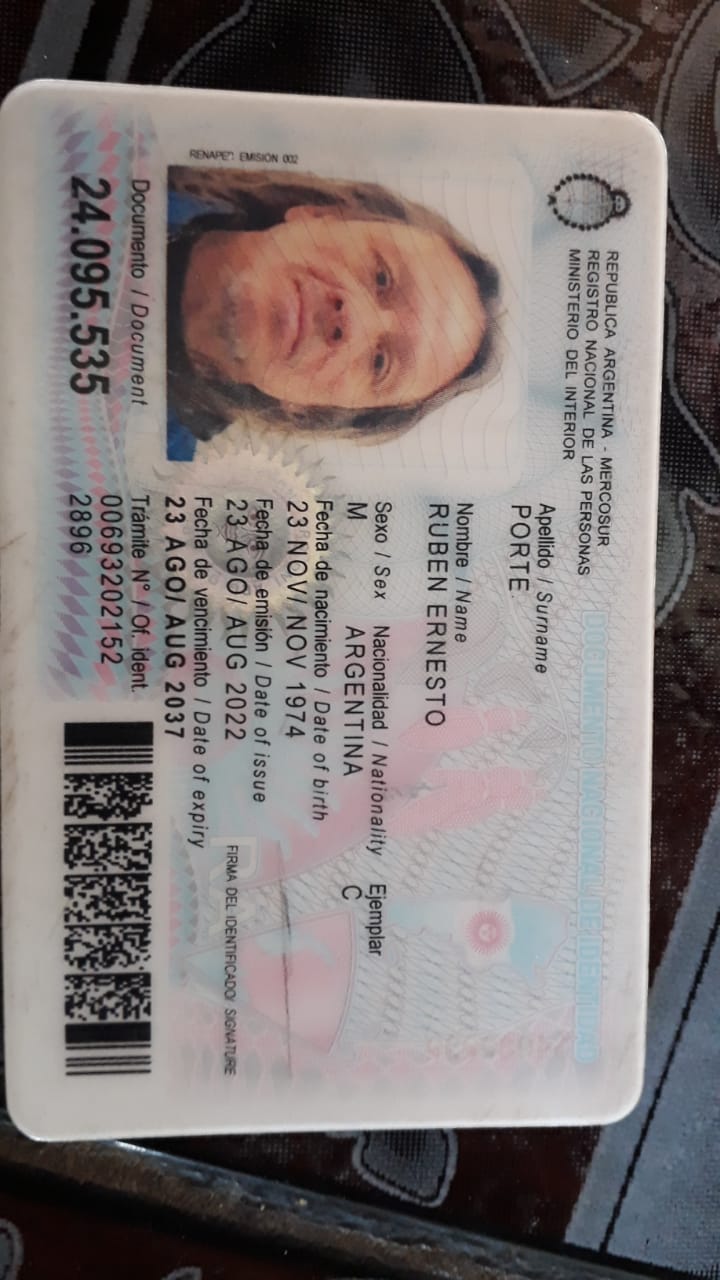 REPUBLICA ARGENTINA - MERCOSUR
REGISTRO NACIONAL DE LAS PERSONAS
MINISTERIO DEL INTERIOR
DOCUMENTO NACIONAL DE IDENTIDAD
RENAPER EMISIÓN 002
Apellido / Surname
PORTE
Nombre / Name
RUBEN ERNESTO
Sexo / Sex Nacionalidad / Nationality Ejemplar
M ARGENTINA C
Fecha de nacimiento / Date of birth
23 NOV/ NOV 1974
Fecha de emisión / Date of issue
23 AGO/ AUG 2022
Fecha de vencimiento / Date of expiry
23 AGO/ AUG 2037
FIRMA DEL IDENTIFICADO/ SIGNATURE
Documento / Document
24.095.535
Trámite N° / Of. ident.
00693202152
2896